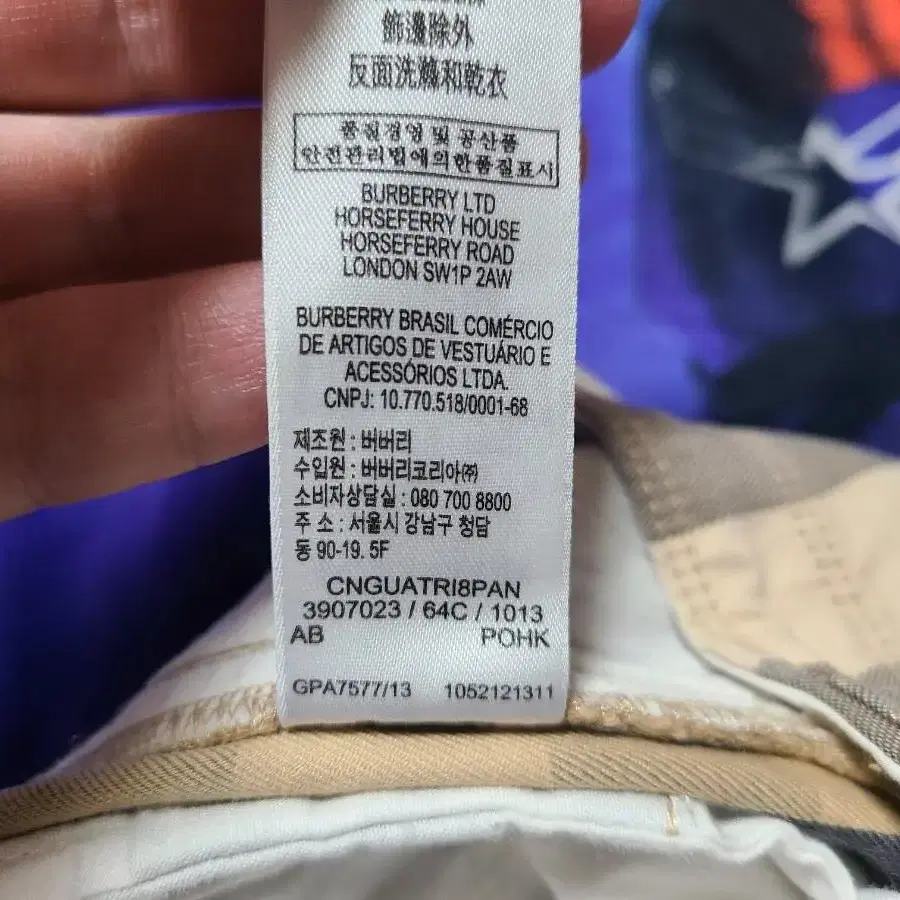 飾邊除外
反面洗滌和乾衣
품질경영 및 공산품
안전관리법에의한품질표시
BURBERRY LTD
HORSEFERRY HOUSE
HORSEFERRY ROAD
LONDON SW1P 2AW
BURBERRY BRASIL COMÉRCIO
DE ARTIGOS DE VESTUÁRIO E
ACESSÓRIOS LTDA.
CNPJ: 10.770.518/0001-68
제조원 : 버버리
수입원 : 버버리코리아㈜
소비자상담실 : 080 700 8800
주 소 : 서울시 강남구 청담
동 90-19. 5F
CNGUATRI8PAN
3907023 / 64C / 1013
AB POHK
GPA7577/13 1052121311